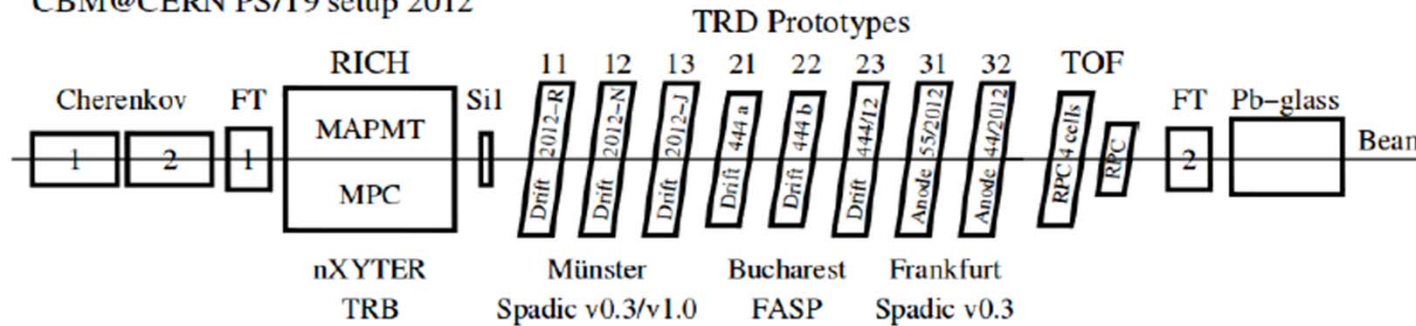 CBM@CERN PS/T9 setup 2012
TRD Prototypes
RICH 11 12 13 21 22 23 31 32 TOF
Cherenkov FT Sil FT Pb-glass
MAPMT
1 2 1 2
MPC
Drift 2012-R
Drift 2012-N
Drift 2012-J
Drift 444 a
Drift 444 b
Drift 444/12
Anode 55/2012
Anode 44/2012
RPC 4 cells
RPC
Beam
nXYTER Münster Bucharest Frankfurt
TRB Spadic v0.3/v1.0 FASP Spadic v0.3